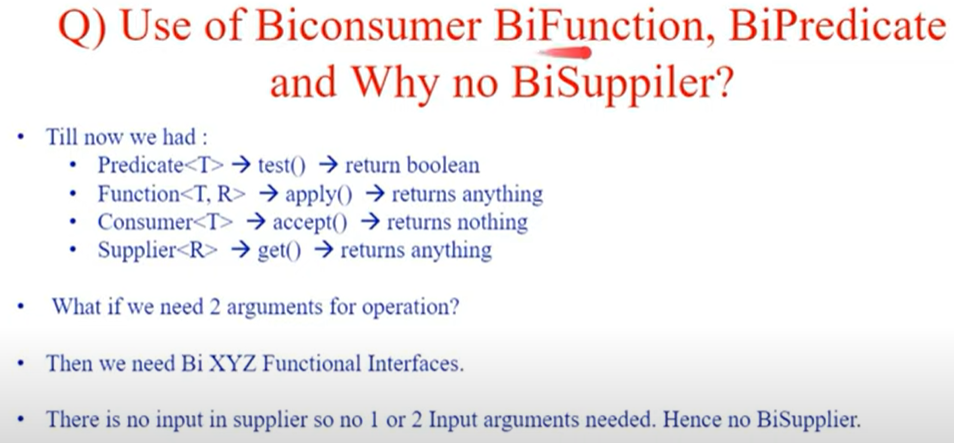 Q) Use of Biconsumer BiFunction, BiPredicate
and Why no BiSuppiler?
• Till now we had :
• Predicate<T> → test() → return boolean
• Function<T, R> → apply() → returns anything
• Consumer<T> → accept() → returns nothing
• Supplier<R> → get() → returns anything
• What if we need 2 arguments for operation?
• Then we need Bi XYZ Functional Interfaces.
• There is no input in supplier so no 1 or 2 Input arguments needed. Hence no BiSupplier.